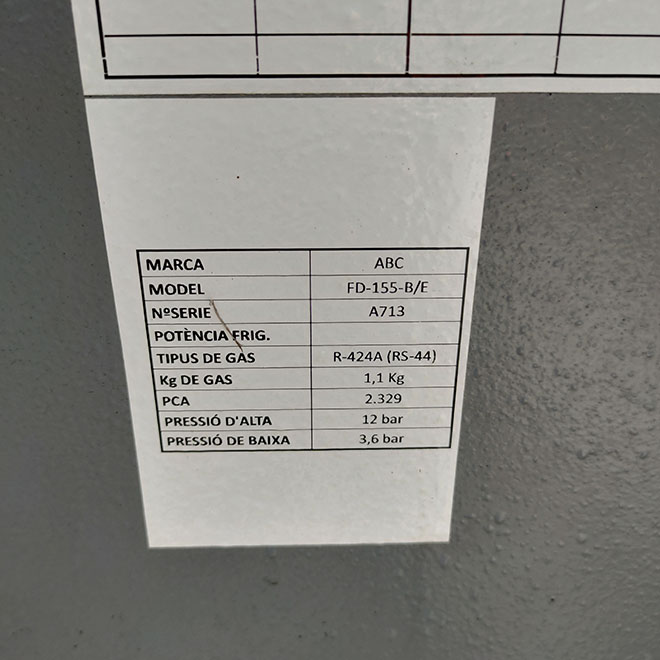 MARCA ABC
MODEL FD-155-B/E
NºSERIE A713
POTÈNCIA FRIG.
TIPUS DE GAS R-424A (RS-44)
Kg DE GAS 1,1 Kg
PCA 2.329
PRESSIÓ D'ALTA 12 bar
PRESSIÓ DE BAIXA 3,6 bar